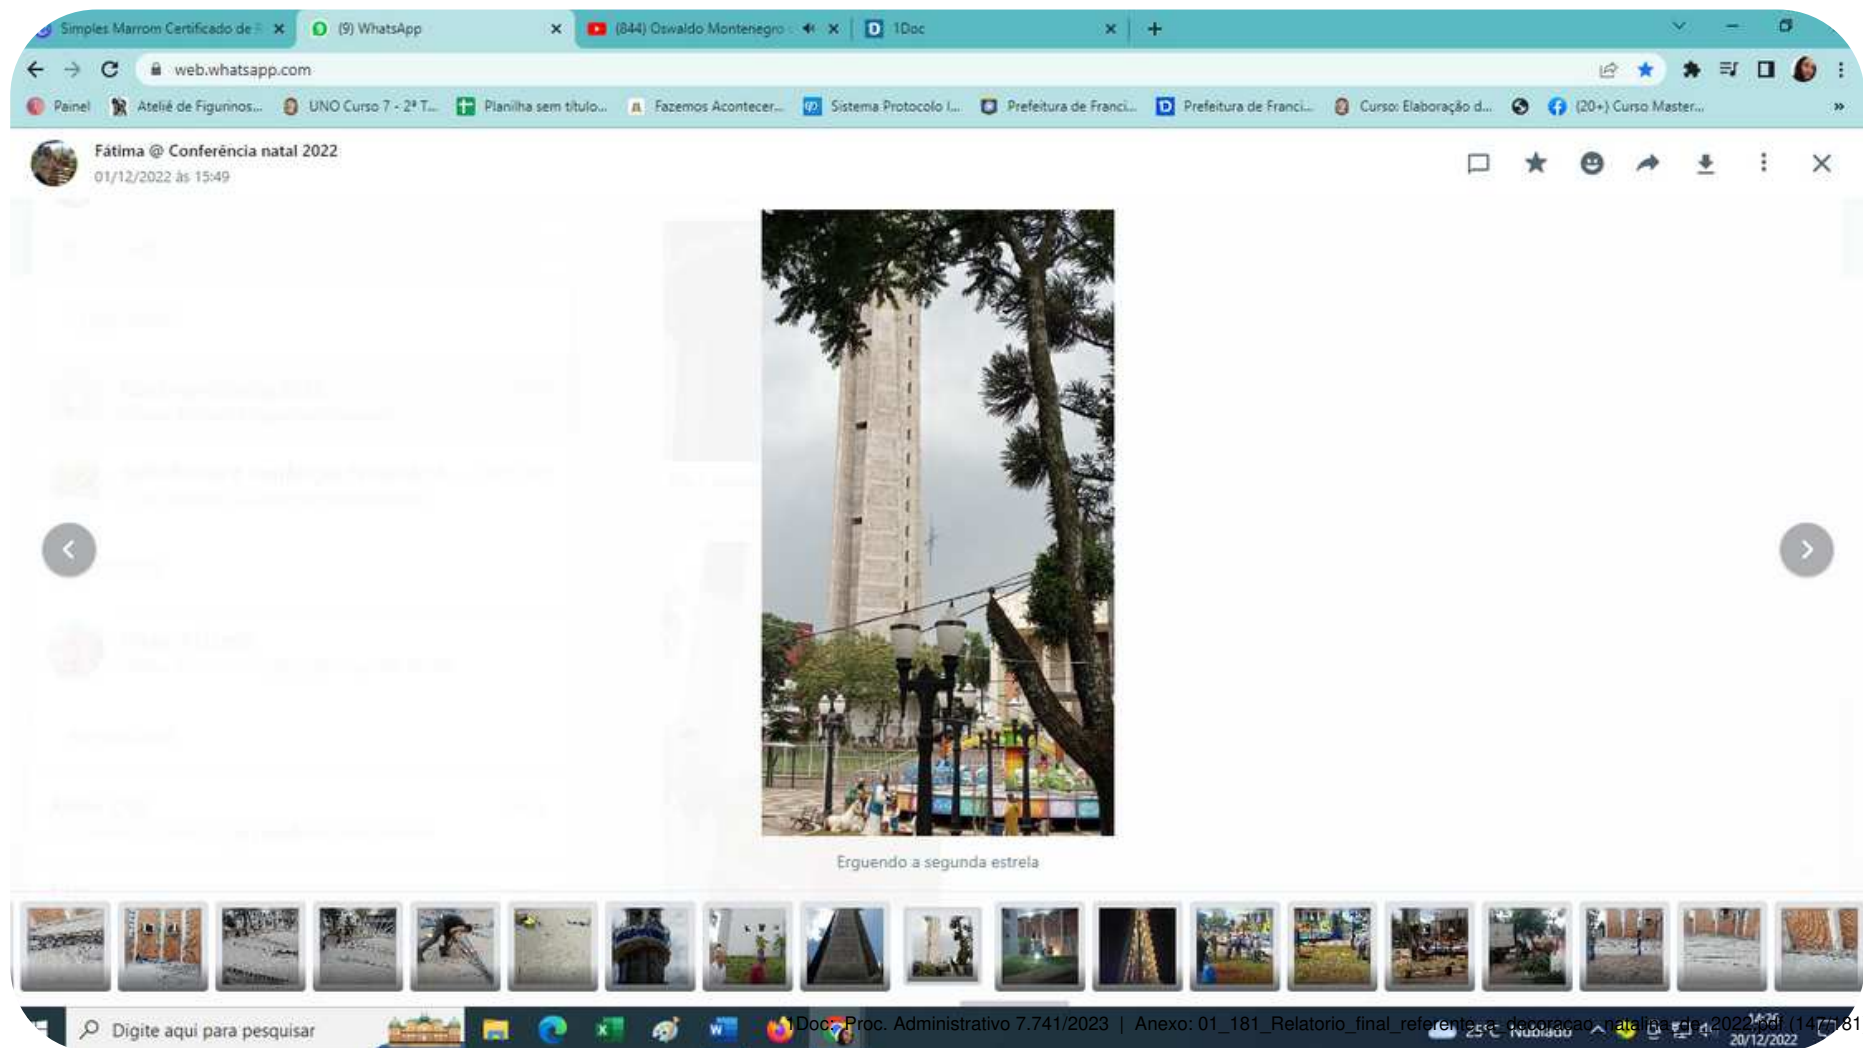 Simples Marrom Certificado de
(9) WhatsApp
(844) Oswaldo Montenegro
1Doc
web.whatsapp.com
Painel
Ateliê de Figurinos...
UNO Curso 7 - 2ª T...
Planilha sem título...
Fazemos Acontecer...
Sistema Protocolo I...
Prefeitura de Franci...
Prefeitura de Franci...
Curso: Elaboração d...
(20+) Curso Master...
»
Fátima @ Conferência natal 2022
01/12/2022 às 15:49
Erguendo a segunda estrela
Digite aqui para pesquisar
1Doc: Proc. Administrativo 7.741/2023 | Anexo: 01_181_Relatorio_final_referente_a_decoracao_natalina_de_2022.pdf (147/181
25°C Nublado
20/12/2022